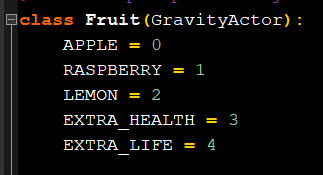 class Fruit(GravityActor):
APPLE = 0
RASPBERRY = 1
LEMON = 2
EXTRA_HEALTH = 3
EXTRA_LIFE = 4